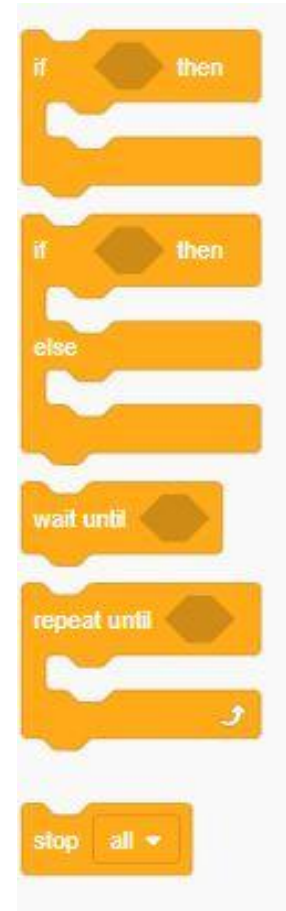 if then
if then
else
wait until
repeat until
stop all